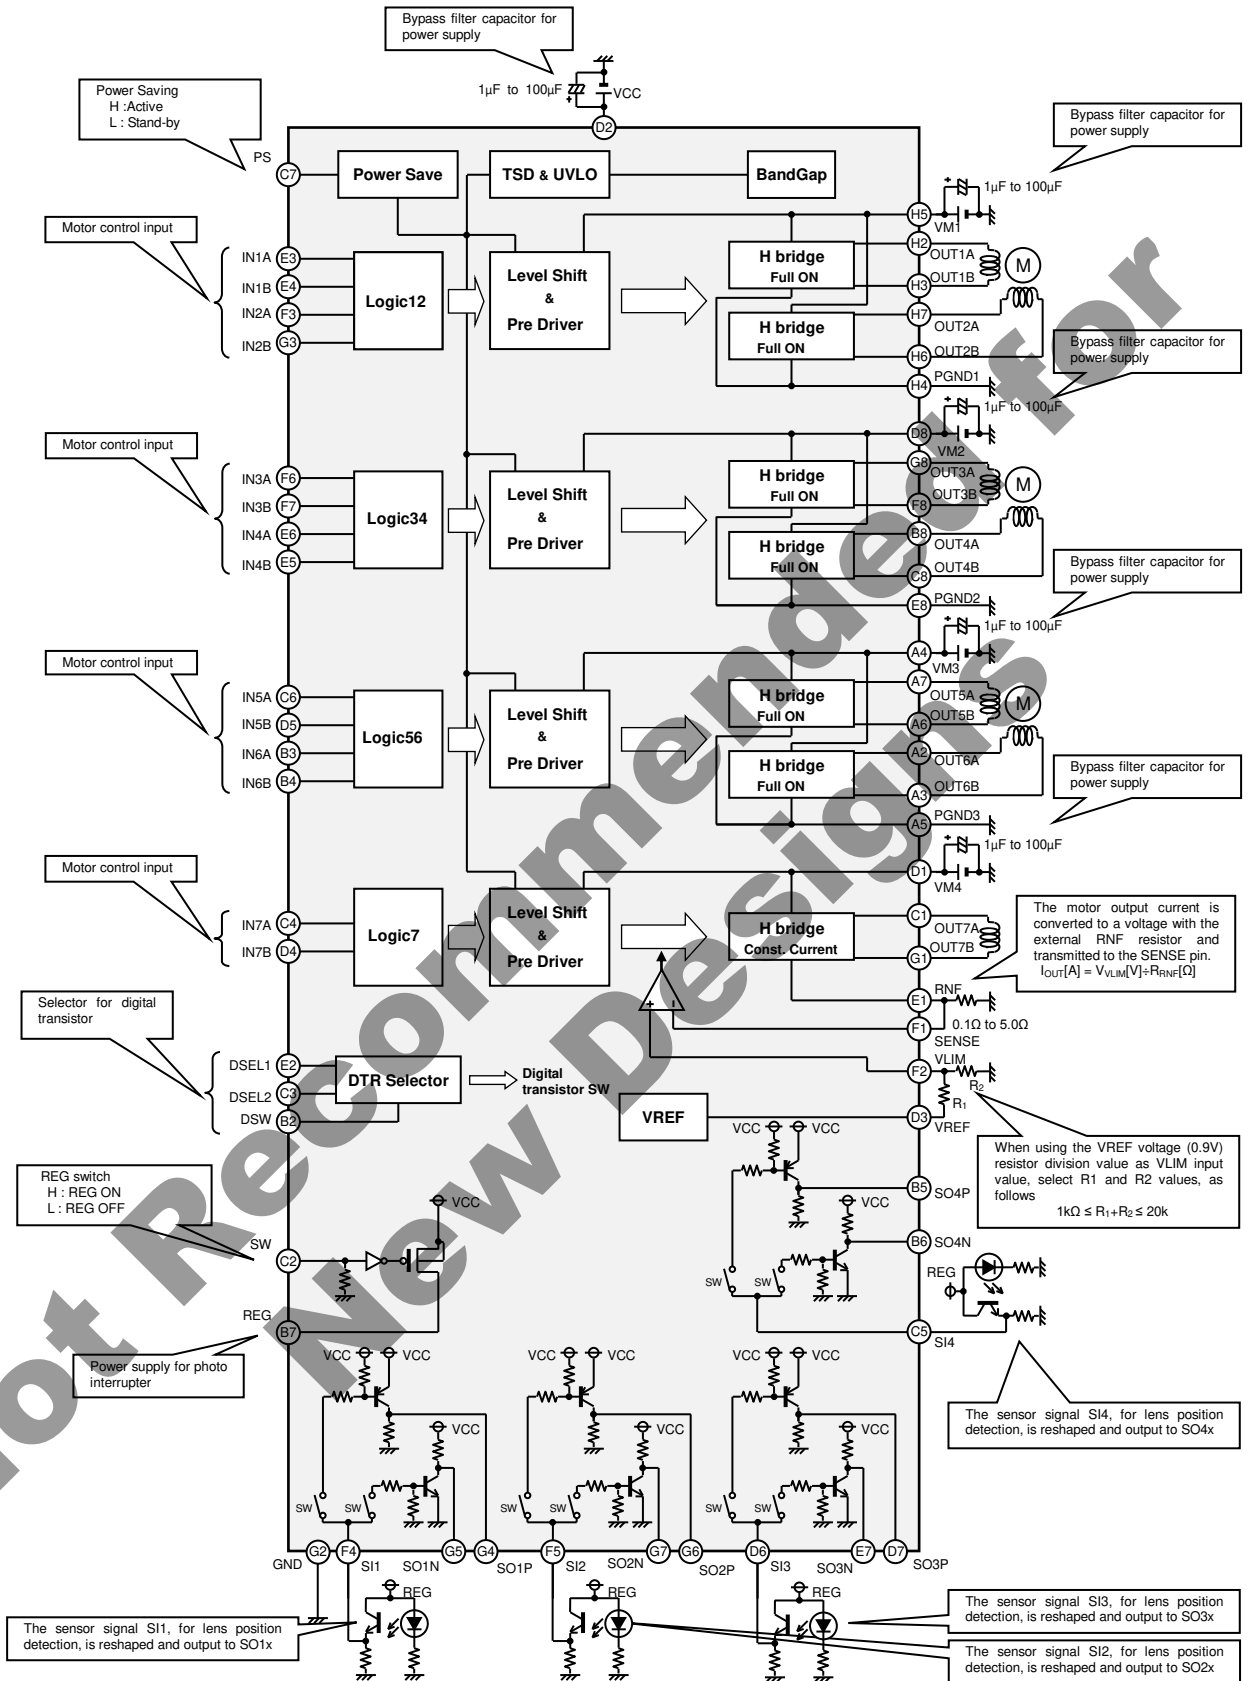 Bypass filter capacitor for
power supply
1µF to 100µF
VCC
D2
Power Saving
H :Active
L : Stand-by
PS
C7
Power Save
TSD & UVLO
BandGap
Bypass filter capacitor for
power supply
1µF to 100µF
H5
VM1
Motor control input
IN1A E3
IN1B E4
IN2A F3
IN2B G3
Logic12
Level Shift
&
Pre Driver
H bridge
Full ON
H bridge
Full ON
H2
OUT1A
OUT1B
H3
M
H7
OUT2A
H6 OUT2B
H4 PGND1
Bypass filter capacitor for
power supply
1µF to 100µF
D8
VM2
Motor control input
IN3A F6
IN3B F7
IN4A E6
IN4B E5
Logic34
Level Shift
&
Pre Driver
H bridge
Full ON
H bridge
Full ON
G8
OUT3A
OUT3B
F8
M
B8
OUT4A
OUT4B
C8
E8 PGND2
Bypass filter capacitor for
power supply
1µF to 100µF
A4
VM3
Motor control input
IN5A C6
IN5B D5
IN6A B3
IN6B B4
Logic56
Level Shift
&
Pre Driver
H bridge
Full ON
H bridge
Full ON
A7
OUT5A
A6 OUT5B
M
A2
OUT6A
A3 OUT6B
A5 PGND3
Bypass filter capacitor for
power supply
1µF to 100µF
D1
VM4
Motor control input
IN7A C4
IN7B D4
Logic7
Level Shift
&
Pre Driver
H bridge
Const. Current
C1
OUT7A
OUT7B
G1
The motor output current is
converted to a voltage with the
external RNF resistor and
transmitted to the SENSE pin.
IOUT[A] = VVLIM[V]÷RRNF[Ω]
E1 RNF
0.1Ω to 5.0Ω
F1
SENSE
+ -
Selector for digital
transistor
DSEL1 E2
DSEL2 C3
DSW B2
DTR Selector
Digital
transistor SW
VREF
F2 VLIM
R2
R1
D3
VREF
When using the VREF voltage (0.9V)
resistor division value as VLIM input
value, select R1 and R2 values, as
follows
1kΩ ≤ R1+R2 ≤ 20k
REG switch
H : REG ON
L : REG OFF
SW
C2
VCC
REG
B7
Power supply for photo
interrupter
VCC VCC
B5 SO4P
VCC
B6 SO4N
SW SW
REG
C5
SI4
The sensor signal SI4, for lens position
detection, is reshaped and output to SO4x
VCC VCC
VCC
SW SW
VCC VCC
VCC
SW SW
VCC VCC
VCC
SW SW
GND G2 F4 SI1 SO1N G5 G4 SO1P F5 SI2 SO2N G7 G6 SO2P D6 SI3 SO3N E7 D7 SO3P
REG
REG
REG
The sensor signal SI1, for lens position
detection, is reshaped and output to SO1x
The sensor signal SI3, for lens position
detection, is reshaped and output to SO3x
The sensor signal SI2, for lens position
detection, is reshaped and output to SO2x
Not Recommended for
New Designs